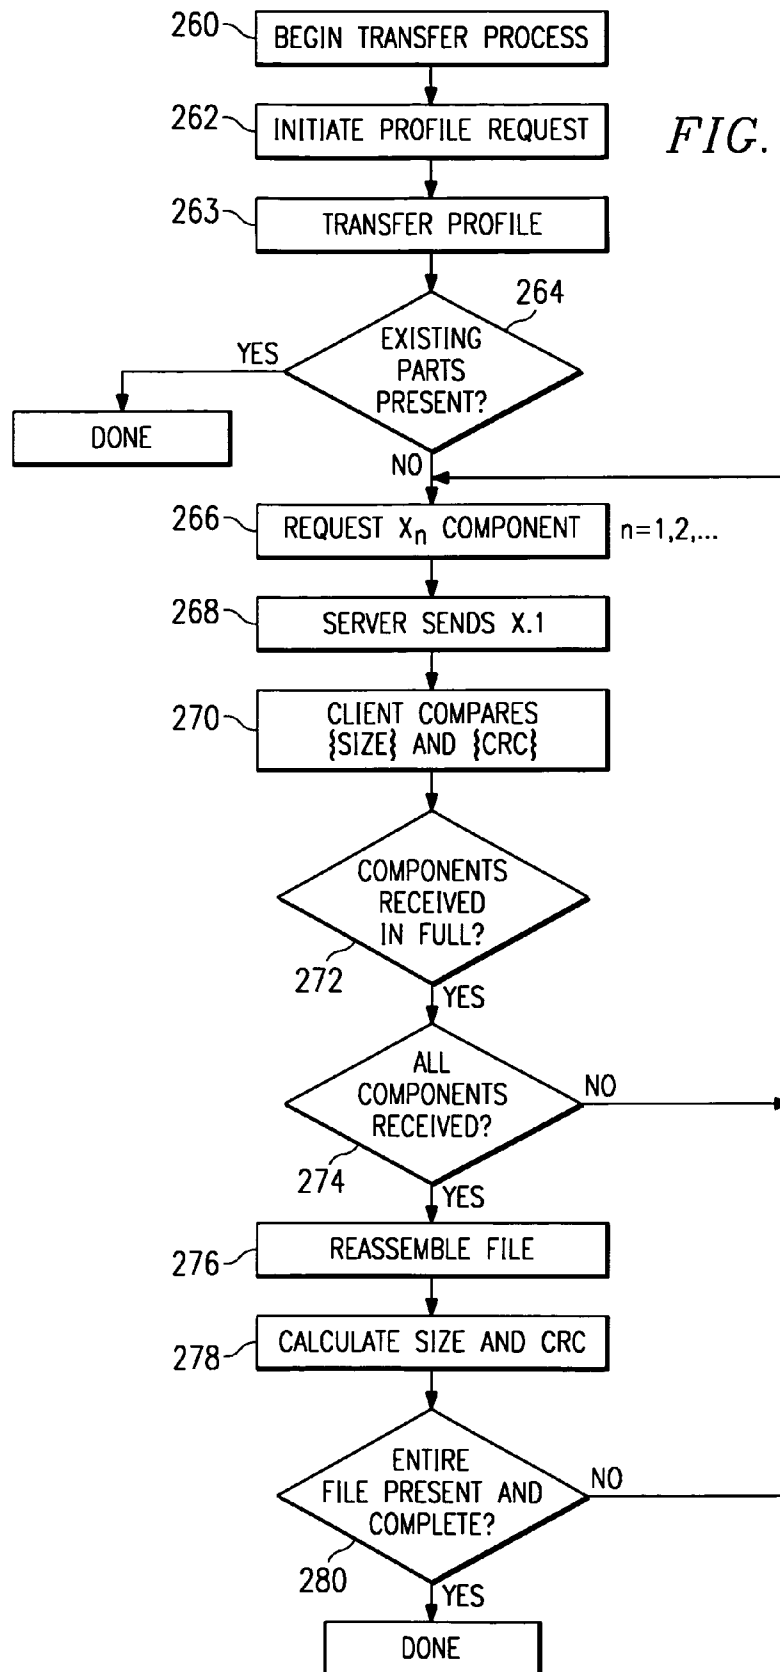 260
BEGIN TRANSFER PROCESS
262
INITIATE PROFILE REQUEST
FIG.
263
TRANSFER PROFILE
264
EXISTING
PARTS
PRESENT?
YES
DONE
NO
266
REQUEST Xn COMPONENT
n=1,2,...
268
SERVER SENDS X.1
270
CLIENT COMPARES
{SIZE} AND {CRC}
COMPONENTS
RECEIVED
IN FULL?
272
YES
ALL
COMPONENTS
RECEIVED?
NO
274
YES
276
REASSEMBLE FILE
278
CALCULATE SIZE AND CRC
ENTIRE
FILE PRESENT AND
COMPLETE?
NO
280
YES
DONE